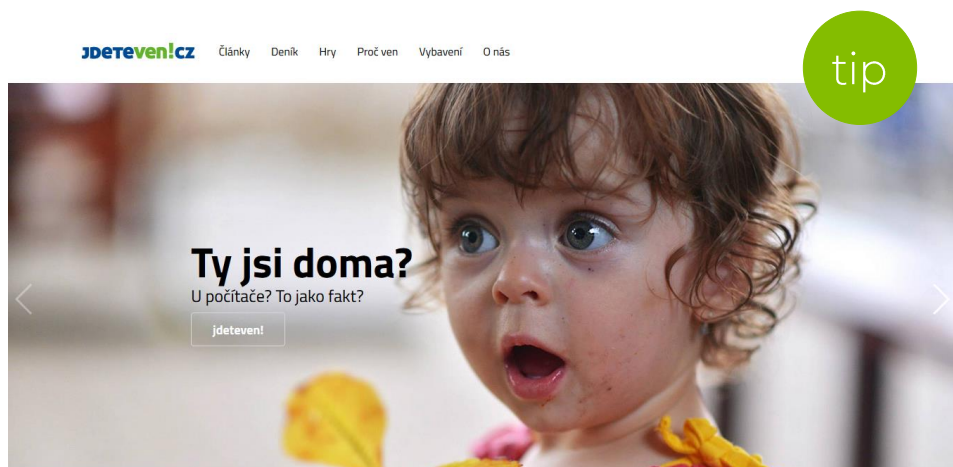 JDETEVEN!CZ Články Deník Hry Proč ven Vybavení O nás
tip
Ty jsi doma?
U počítače? To jako fakt?
jdeteven!